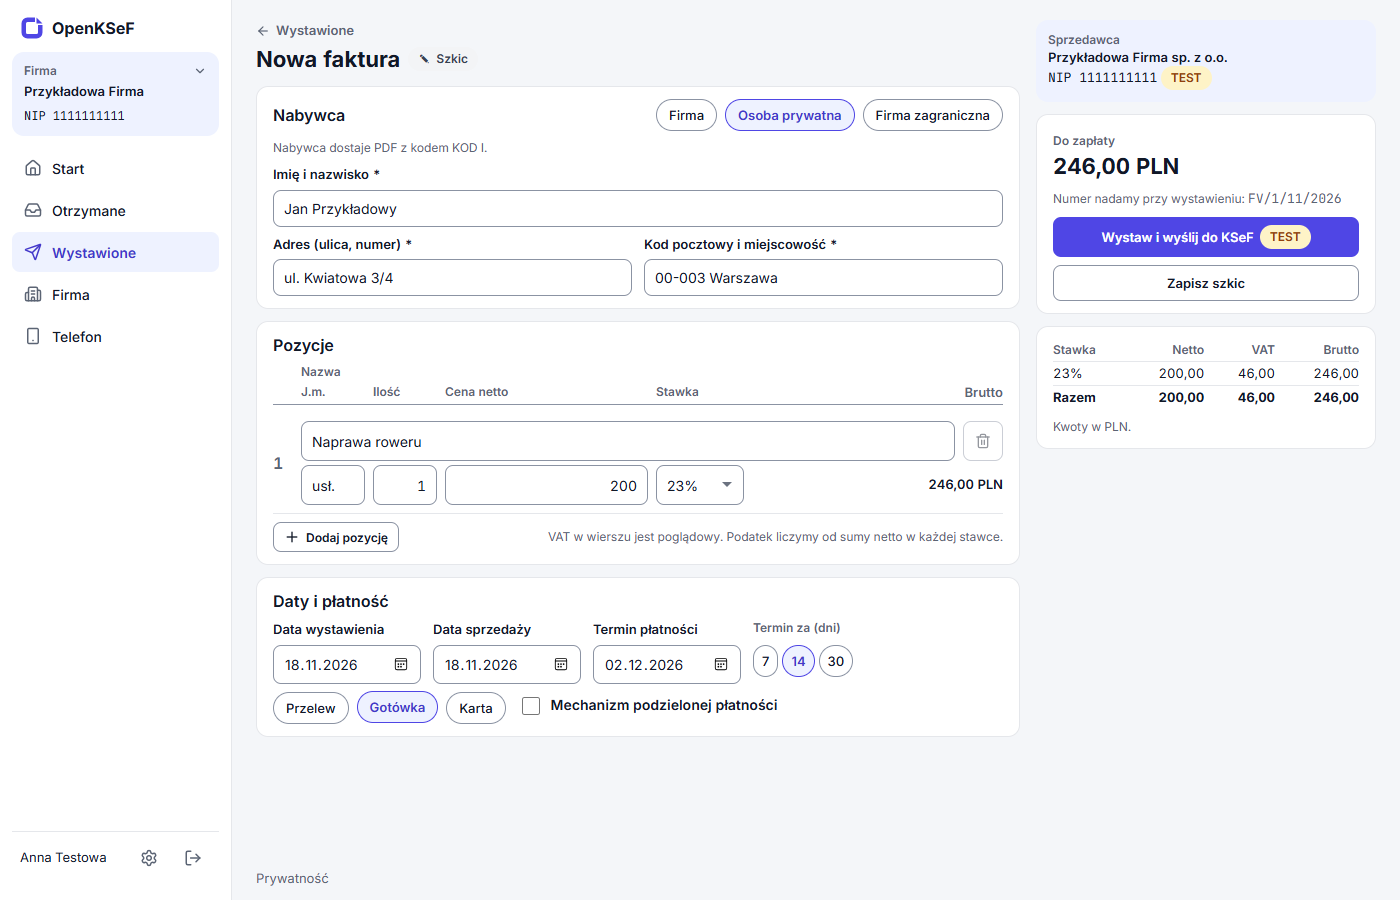 OpenKSeF
Firma
Przykładowa Firma
NIP 1111111111
Start
Otrzymane
Wystawione
Firma
Telefon
Anna Testowa
Wystawione
Nowa faktura
Szkic
Nabywca
Firma
Osoba prywatna
Firma zagraniczna
Nabywca dostaje PDF z kodem KOD I.
Imię i nazwisko *
Jan Przykładowy
Adres (ulica, numer) *
Kod pocztowy i miejscowość *
ul. Kwiatowa 3/4
00-003 Warszawa
Pozycje
Nazwa
J.m. Ilość Cena netto Stawka Brutto
Naprawa roweru
1
usł. 1 200 23% 246,00 PLN
Dodaj pozycję
VAT w wierszu jest poglądowy. Podatek liczymy od sumy netto w każdej stawce.
Daty i płatność
Data wystawienia Data sprzedaży Termin płatności Termin za (dni)
18.11.2026 18.11.2026 02.12.2026 7 14 30
Przelew Gotówka Karta Mechanizm podzielonej płatności
Prywatność
Sprzedawca
Przykładowa Firma sp. z o.o.
NIP 1111111111 TEST
Do zapłaty
246,00 PLN
Numer nadamy przy wystawieniu: FV/1/11/2026
Wystaw i wyślij do KSeF TEST
Zapisz szkic
Stawka Netto VAT Brutto
23% 200,00 46,00 246,00
Razem 200,00 46,00 246,00
Kwoty w PLN.